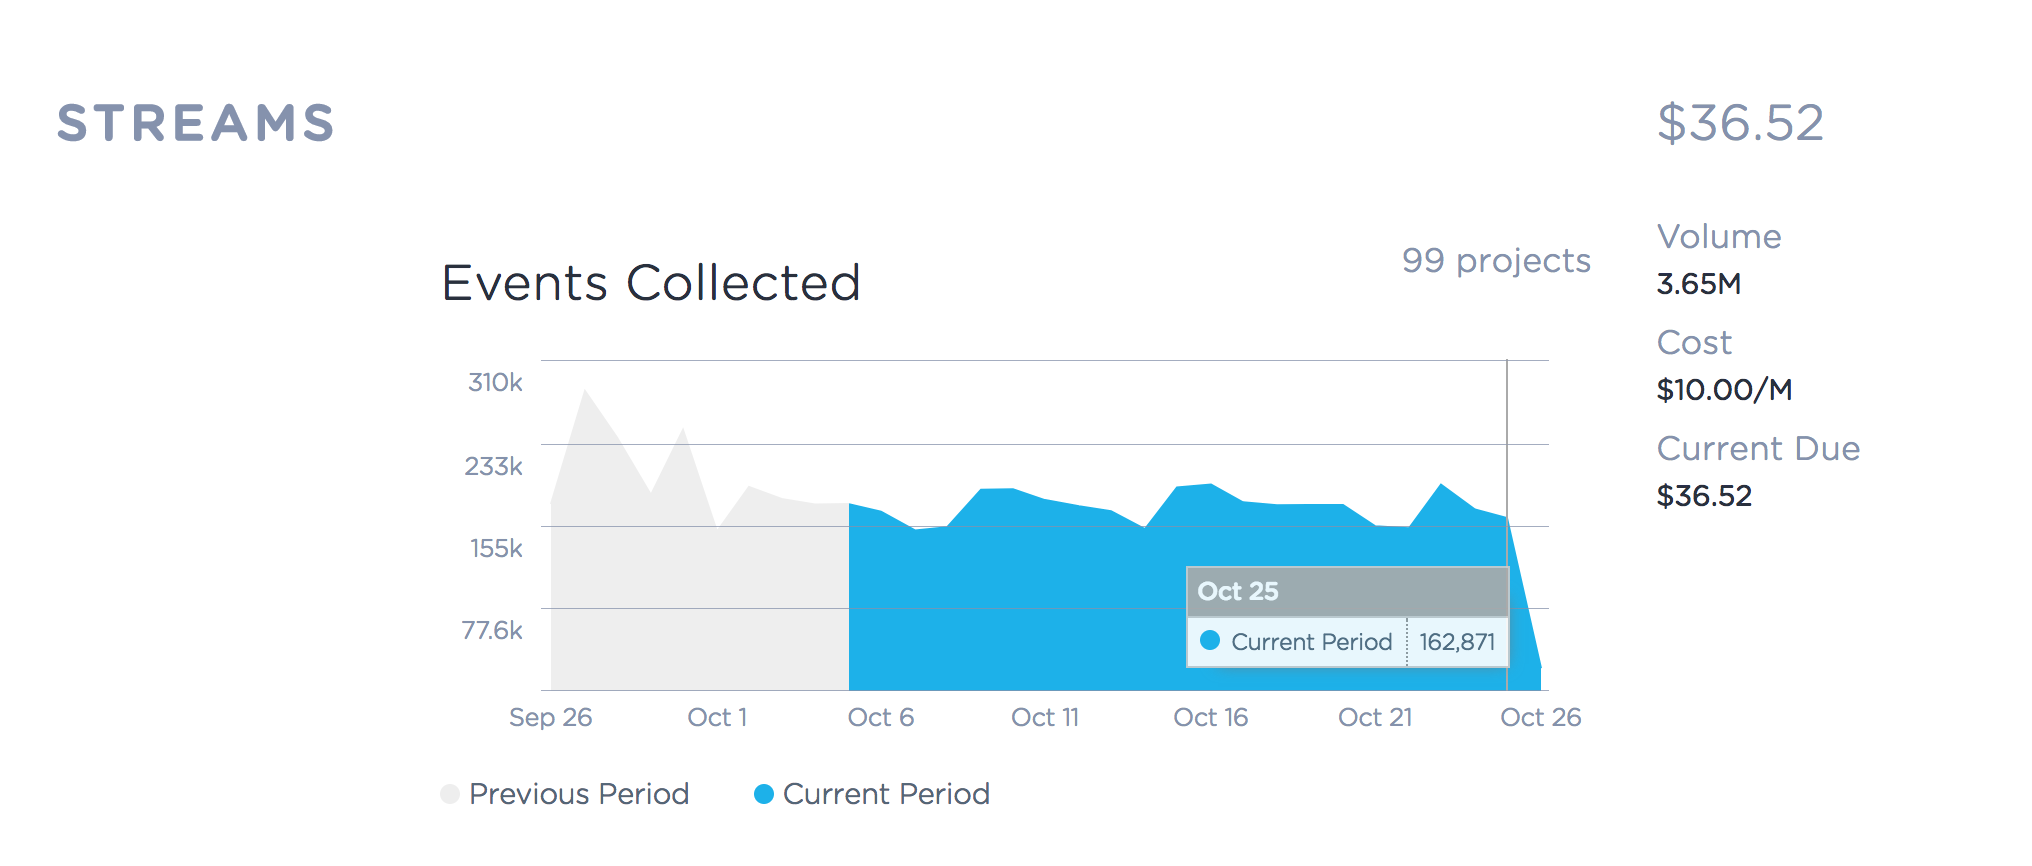 STREAMS
$36.52
Events Collected
99 projects
Volume
3.65M
Cost
$10.00/M
Current Due
$36.52
310k
233k
155k
77.6k
Oct 25
Current Period 162,871
Sep 26 Oct 1 Oct 6 Oct 11 Oct 16 Oct 21 Oct 26
Previous Period Current Period